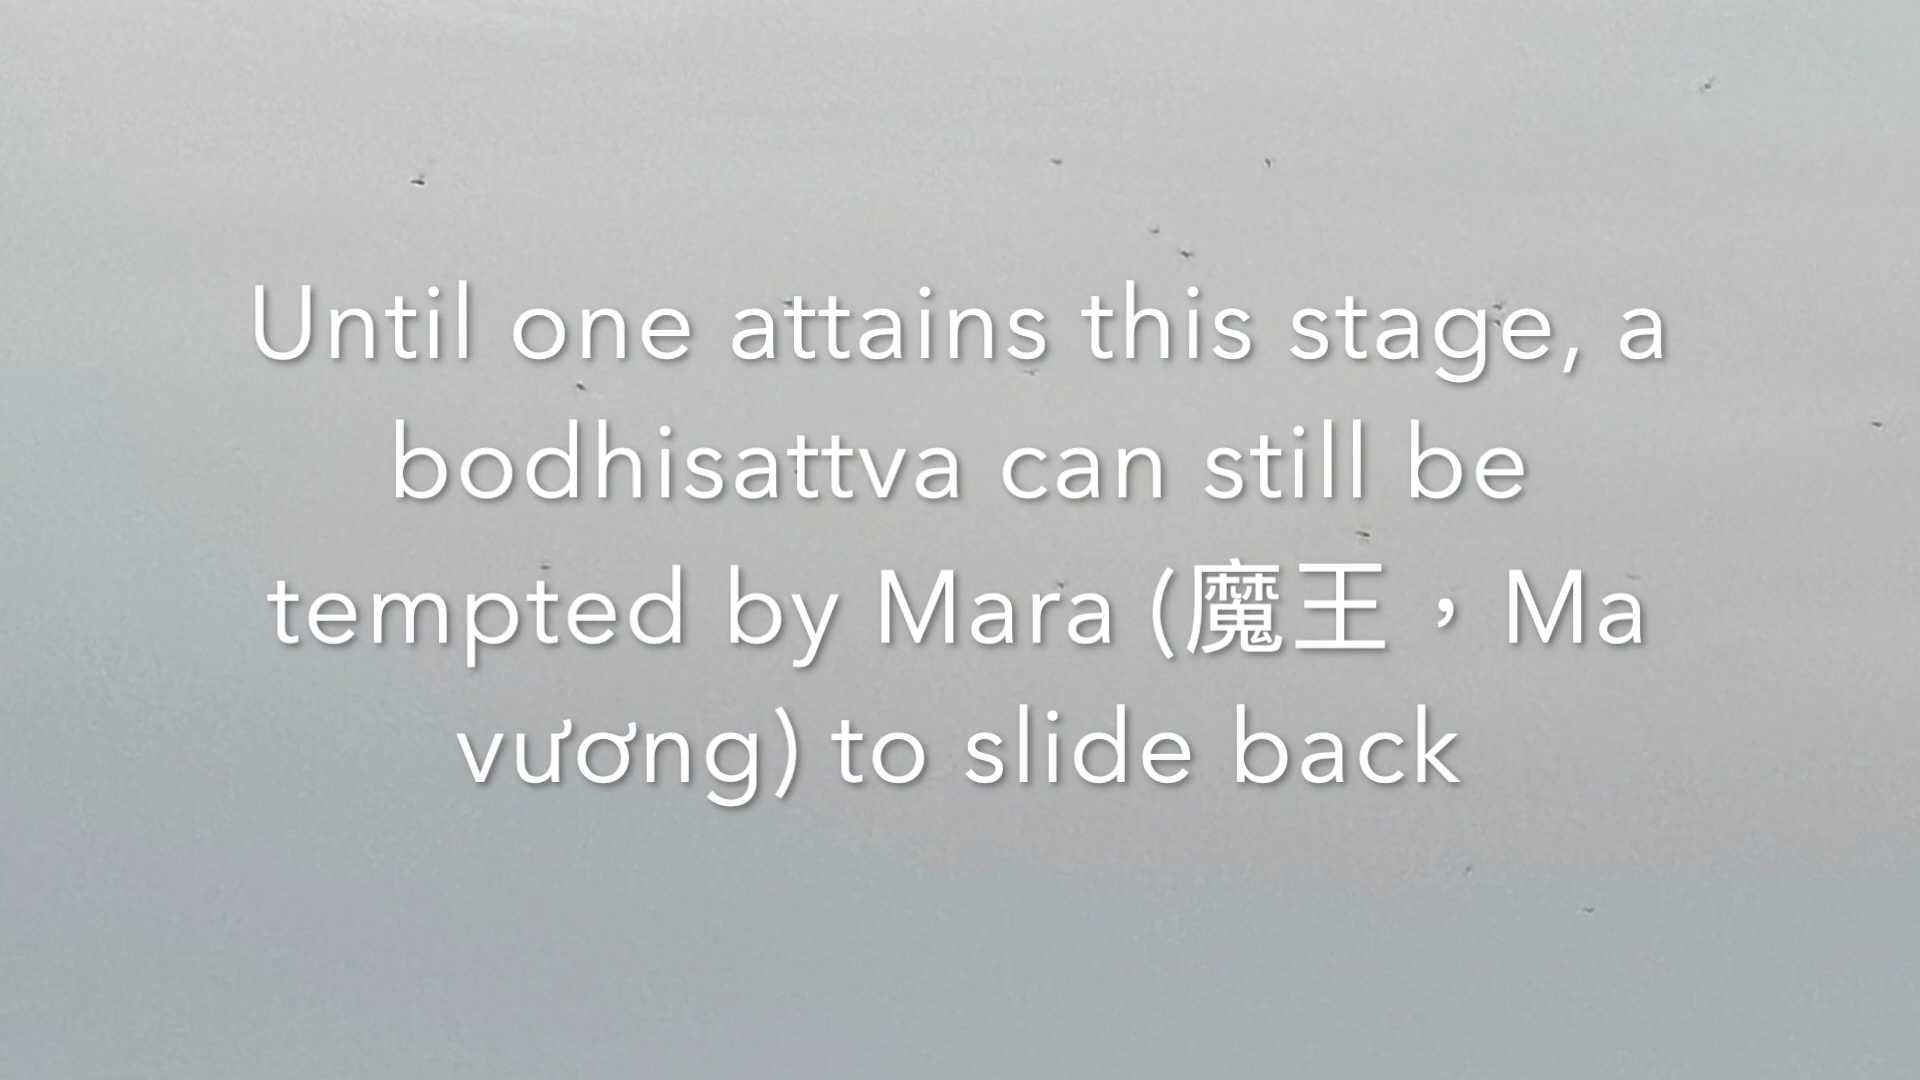 Until one attains this stage, a
bodhisattva can still be
tempted by Mara (魔王，Ma
vương) to slide back